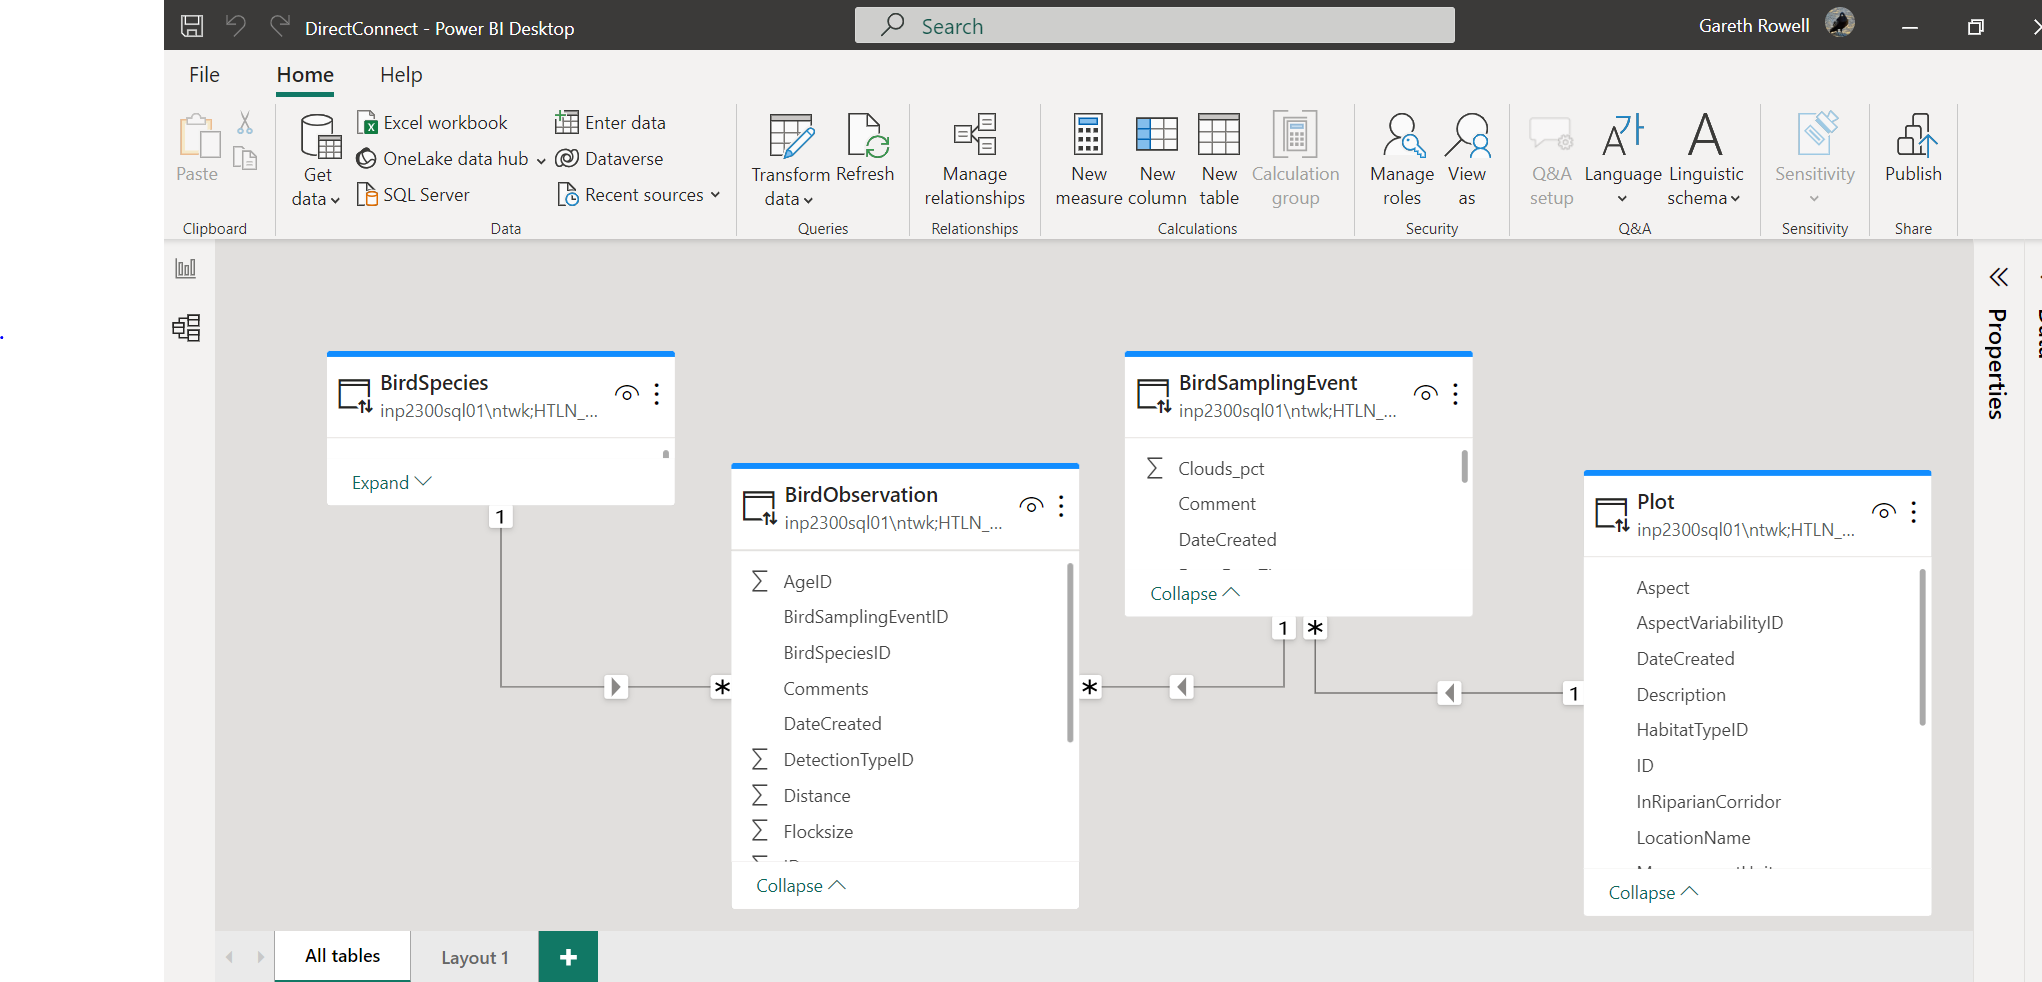 DirectConnect - Power BI Desktop
Search
Gareth Rowell
File
Home
Help
Paste
Clipboard
Get data
Excel workbook
OneLake data hub
SQL Server
Enter data
Dataverse
Recent sources
Data
Transform data
Refresh
Queries
Manage relationships
Relationships
New measure
New column
New table
Calculation group
Calculations
Manage roles
View as
Security
Q&A setup
Language
Linguistic schema
Q&A
Sensitivity
Sensitivity
Publish
Share
Properties
BirdSpecies
inp2300sql01\ntwk;HTLN_...
Expand
1
*
BirdObservation
inp2300sql01\ntwk;HTLN_...
Σ AgeID
BirdSamplingEventID
BirdSpeciesID
Comments
DateCreated
Σ DetectionTypeID
Σ Distance
Σ Flocksize
Collapse
BirdSamplingEvent
inp2300sql01\ntwk;HTLN_...
Σ Clouds_pct
Comment
DateCreated
Collapse
1
*
*
1
Plot
inp2300sql01\ntwk;HTLN_...
Aspect
AspectVariabilityID
DateCreated
Description
HabitatTypeID
ID
InRiparianCorridor
LocationName
Collapse
All tables
Layout 1
+